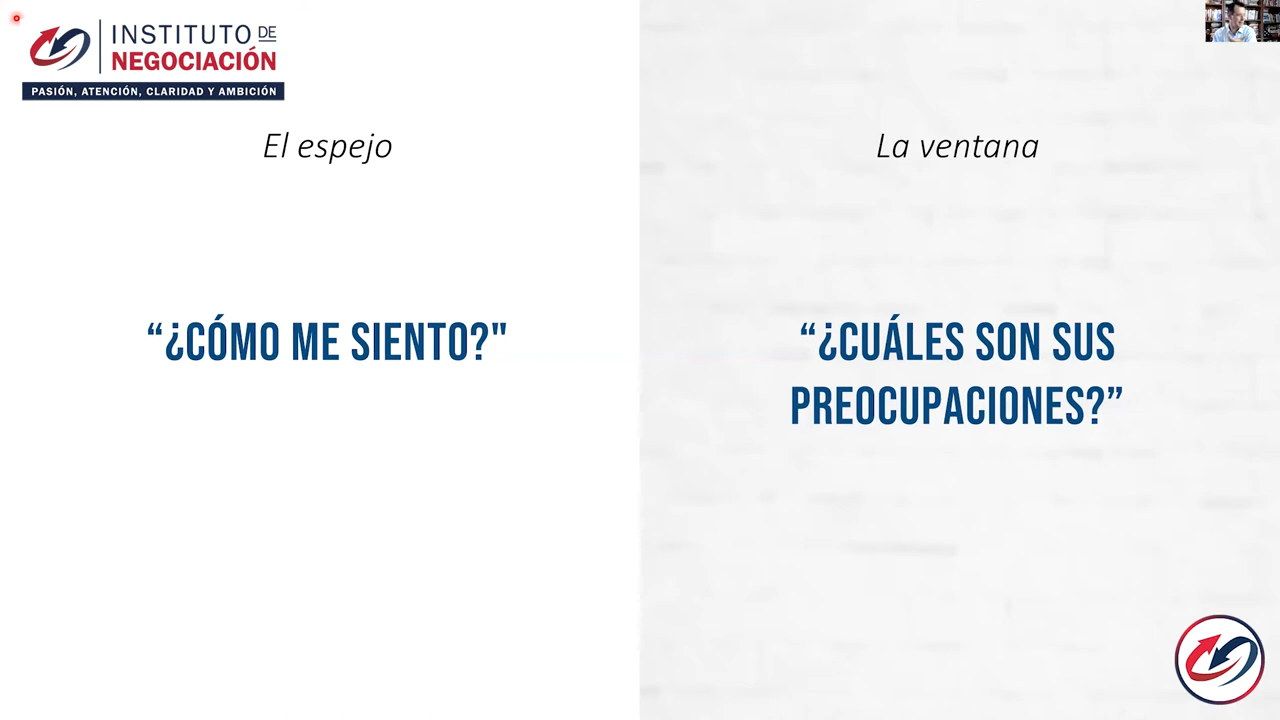 INSTITUTO DE
NEGOCIACIÓN
PASIÓN, ATENCIÓN, CLARIDAD Y AMBICIÓN
El espejo
La ventana
“¿CÓMO ME SIENTO?"
“¿CUÁLES SON SUS
PREOCUPACIONES?”